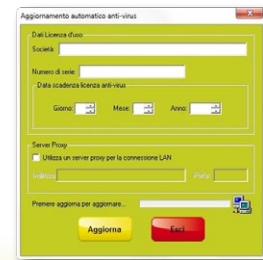 Aggiornamento automatico anti-virus
Dati Licenza d'uso
Società
Numero di serie:
Data scadenza licenza anti-virus
Giorno: Mese: Anno:
Server Proxy
Utilizza un server proxy per la connessione LAN
Indirizzo Porta
Premere aggiorna per aggiornare...
Aggiorna Esci